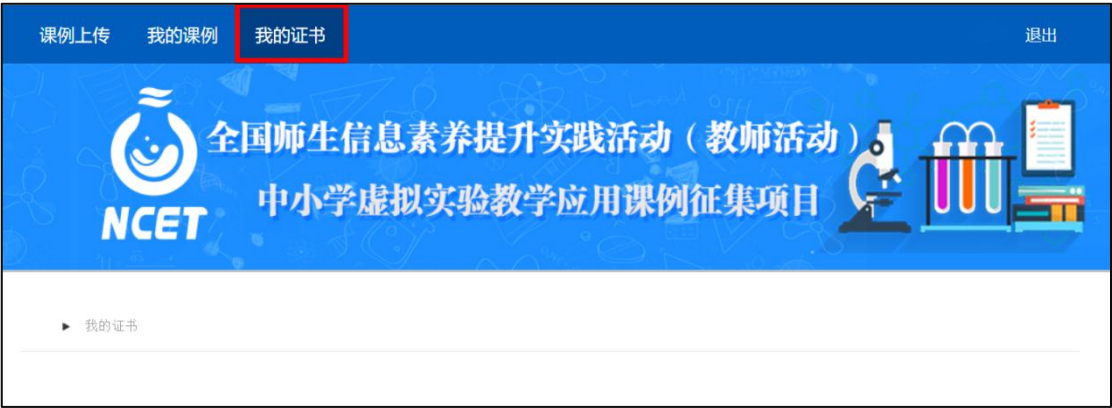 课例上传 我的课例 我的证书 退出
全国师生信息素养提升实践活动（教师活动）
中小学虚拟实验教学应用课例征集项目
NCET
我的证书